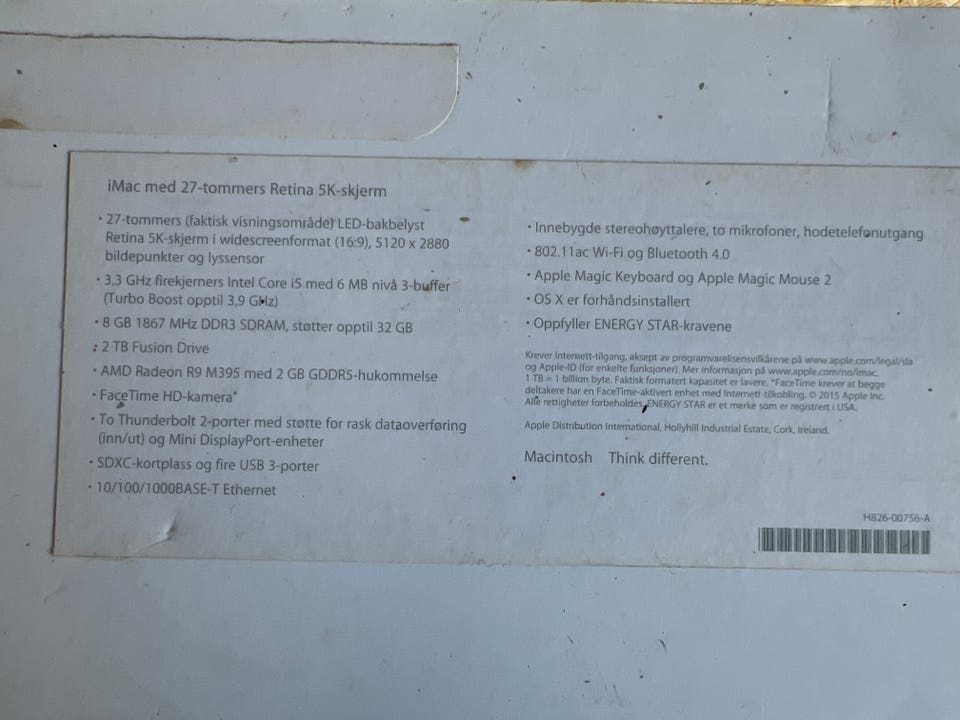 iMac med 27-tommers Retina 5K-skjerm
• 27-tommers (faktisk visningsområde) LED-bakbelyst
Retina 5K-skjerm i widescreenformat (16:9), 5120 x 2880
bildepunkter og lyssensor
• 3,3 GHz firekjerners Intel Core i5 med 6 MB nivå 3-buffer
(Turbo Boost opptil 3,9 GHz)
• 8 GB 1867 MHz DDR3 SDRAM, støtter opptil 32 GB
• 2 TB Fusion Drive
• AMD Radeon R9 M395 med 2 GB GDDR5-hukommelse
• FaceTime HD-kamera*
• To Thunderbolt 2-porter med støtte for rask dataoverføring
(inn/ut) og Mini DisplayPort-enheter
• SDXC-kortplass og fire USB 3-porter
• 10/100/1000BASE-T Ethernet
• Innebygde stereohøyttalere, to mikrofoner, hodetelefonutgang
• 802.11ac Wi-Fi og Bluetooth 4.0
• Apple Magic Keyboard og Apple Magic Mouse 2
• OS X er forhåndsinstallert
• Oppfyller ENERGY STAR-kravene
Krever Internett-tilgang, aksept av programvarelisensvilkårene på www.apple.com/legal/sla
og Apple-ID (for enkelte funksjoner). Mer informasjon på www.apple.com/no/imac.
1 TB = 1 billion byte. Faktisk formatert kapasitet er lavere. *FaceTime krever at begge
deltakere har en FaceTime-aktivert enhet med Internett-tilkobling. © 2015 Apple Inc.
Alle rettigheter forbeholdes. ENERGY STAR er et merke som er registrert i USA.
Apple Distribution International, Hollyhill Industrial Estate, Cork, Ireland.
Macintosh Think different.
H826-00756-A